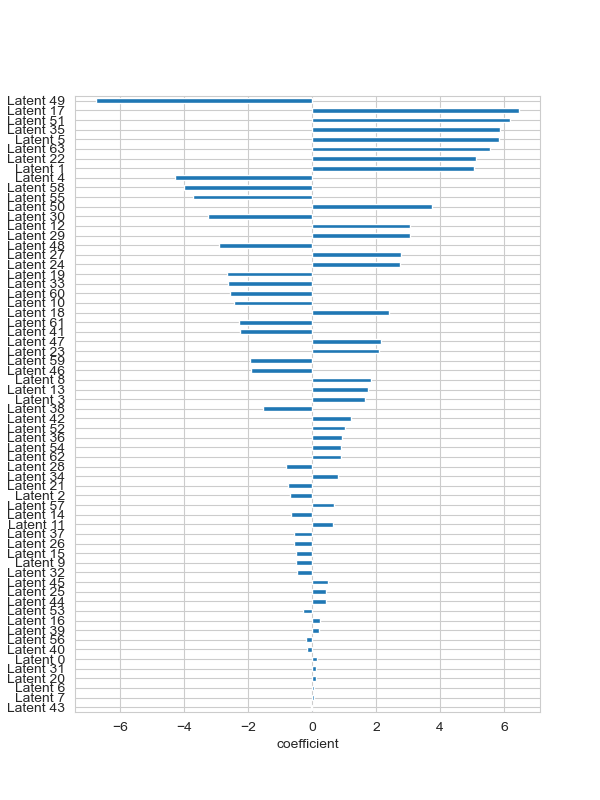 Latent 49
Latent 17
Latent 51
Latent 35
Latent 5
Latent 63
Latent 22
Latent 1
Latent 4
Latent 58
Latent 55
Latent 50
Latent 30
Latent 12
Latent 29
Latent 48
Latent 27
Latent 24
Latent 19
Latent 33
Latent 60
Latent 10
Latent 18
Latent 61
Latent 41
Latent 47
Latent 23
Latent 59
Latent 46
Latent 8
Latent 13
Latent 3
Latent 38
Latent 42
Latent 52
Latent 36
Latent 54
Latent 62
Latent 28
Latent 34
Latent 21
Latent 2
Latent 57
Latent 14
Latent 11
Latent 37
Latent 26
Latent 15
Latent 9
Latent 32
Latent 45
Latent 25
Latent 44
Latent 53
Latent 16
Latent 39
Latent 56
Latent 40
Latent 0
Latent 31
Latent 20
Latent 6
Latent 7
Latent 43
−6 −4 −2 0 2 4 6
coefficient